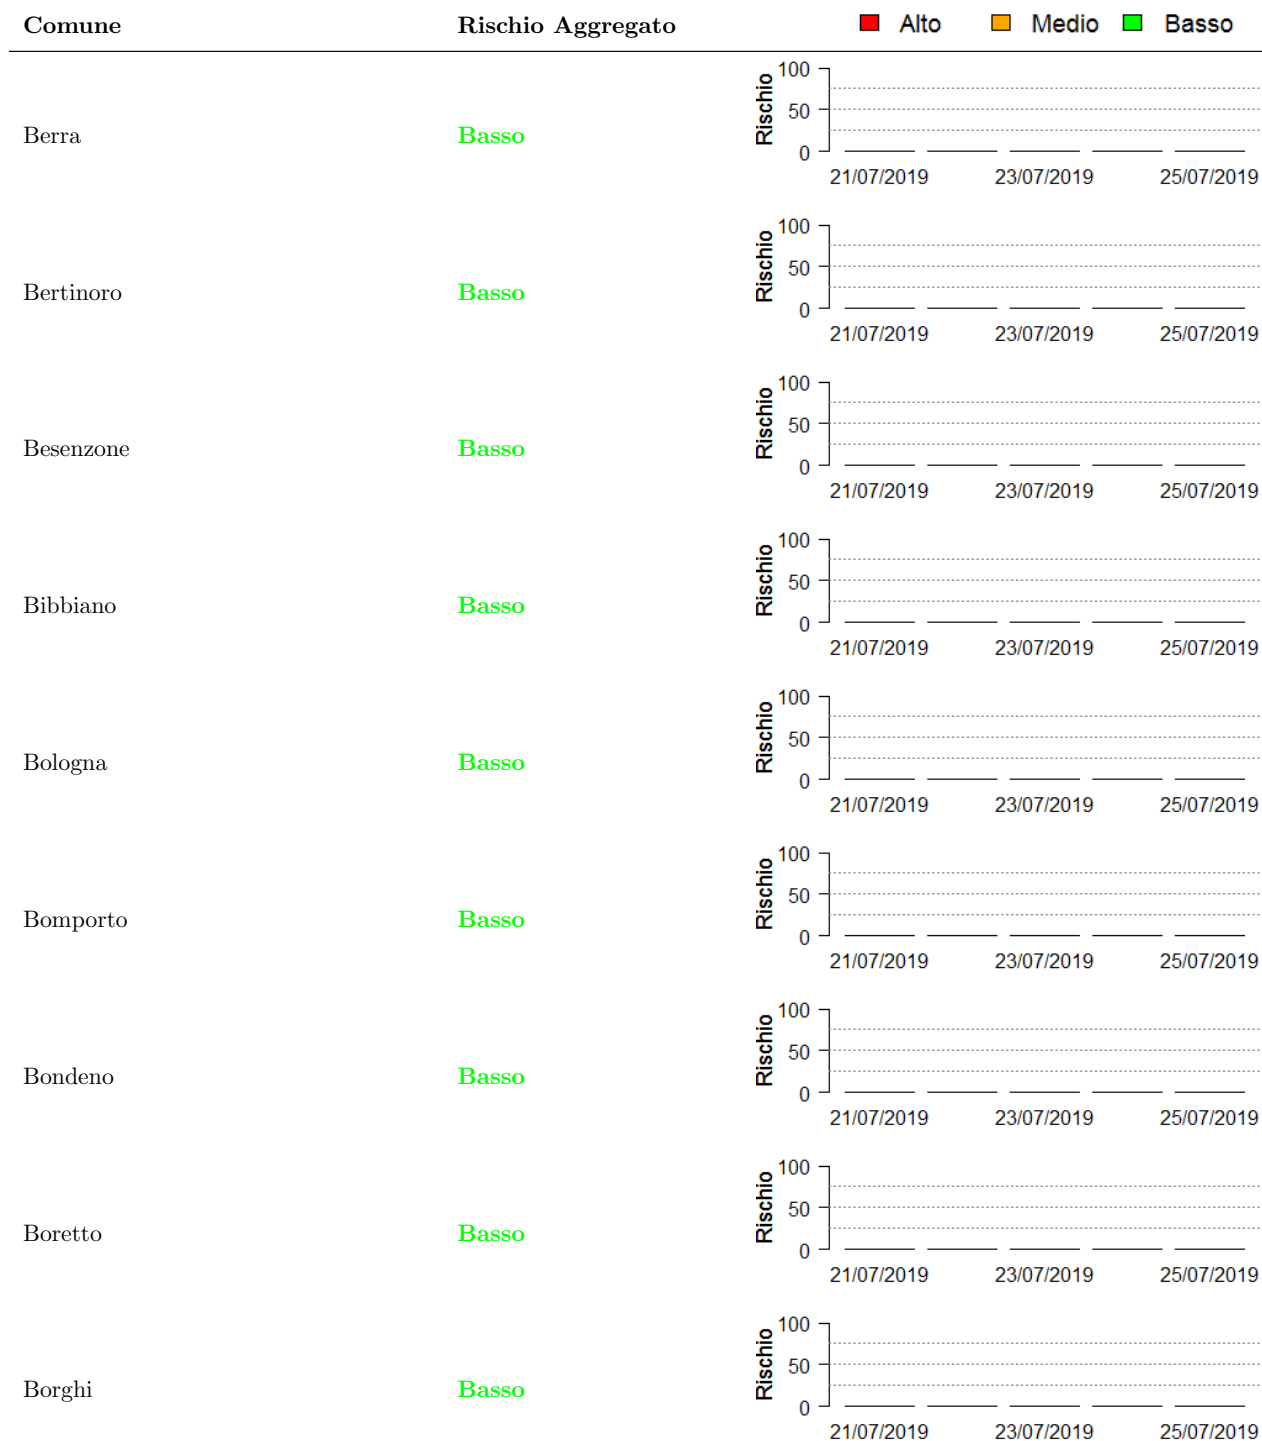 Comune Rischio Aggregato Alto Medio Basso
100
50
0
Rischio
Berra Basso
21/07/2019 23/07/2019 25/07/2019
100
50
0
Rischio
Bertinoro Basso
21/07/2019 23/07/2019 25/07/2019
100
50
0
Rischio
Besenzone Basso
21/07/2019 23/07/2019 25/07/2019
100
50
0
Rischio
Bibbiano Basso
21/07/2019 23/07/2019 25/07/2019
100
50
0
Rischio
Bologna Basso
21/07/2019 23/07/2019 25/07/2019
100
50
0
Rischio
Bomporto Basso
21/07/2019 23/07/2019 25/07/2019
100
50
0
Rischio
Bondeno Basso
21/07/2019 23/07/2019 25/07/2019
100
50
0
Rischio
Boretto Basso
21/07/2019 23/07/2019 25/07/2019
100
50
0
Rischio
Borghi Basso
21/07/2019 23/07/2019 25/07/2019